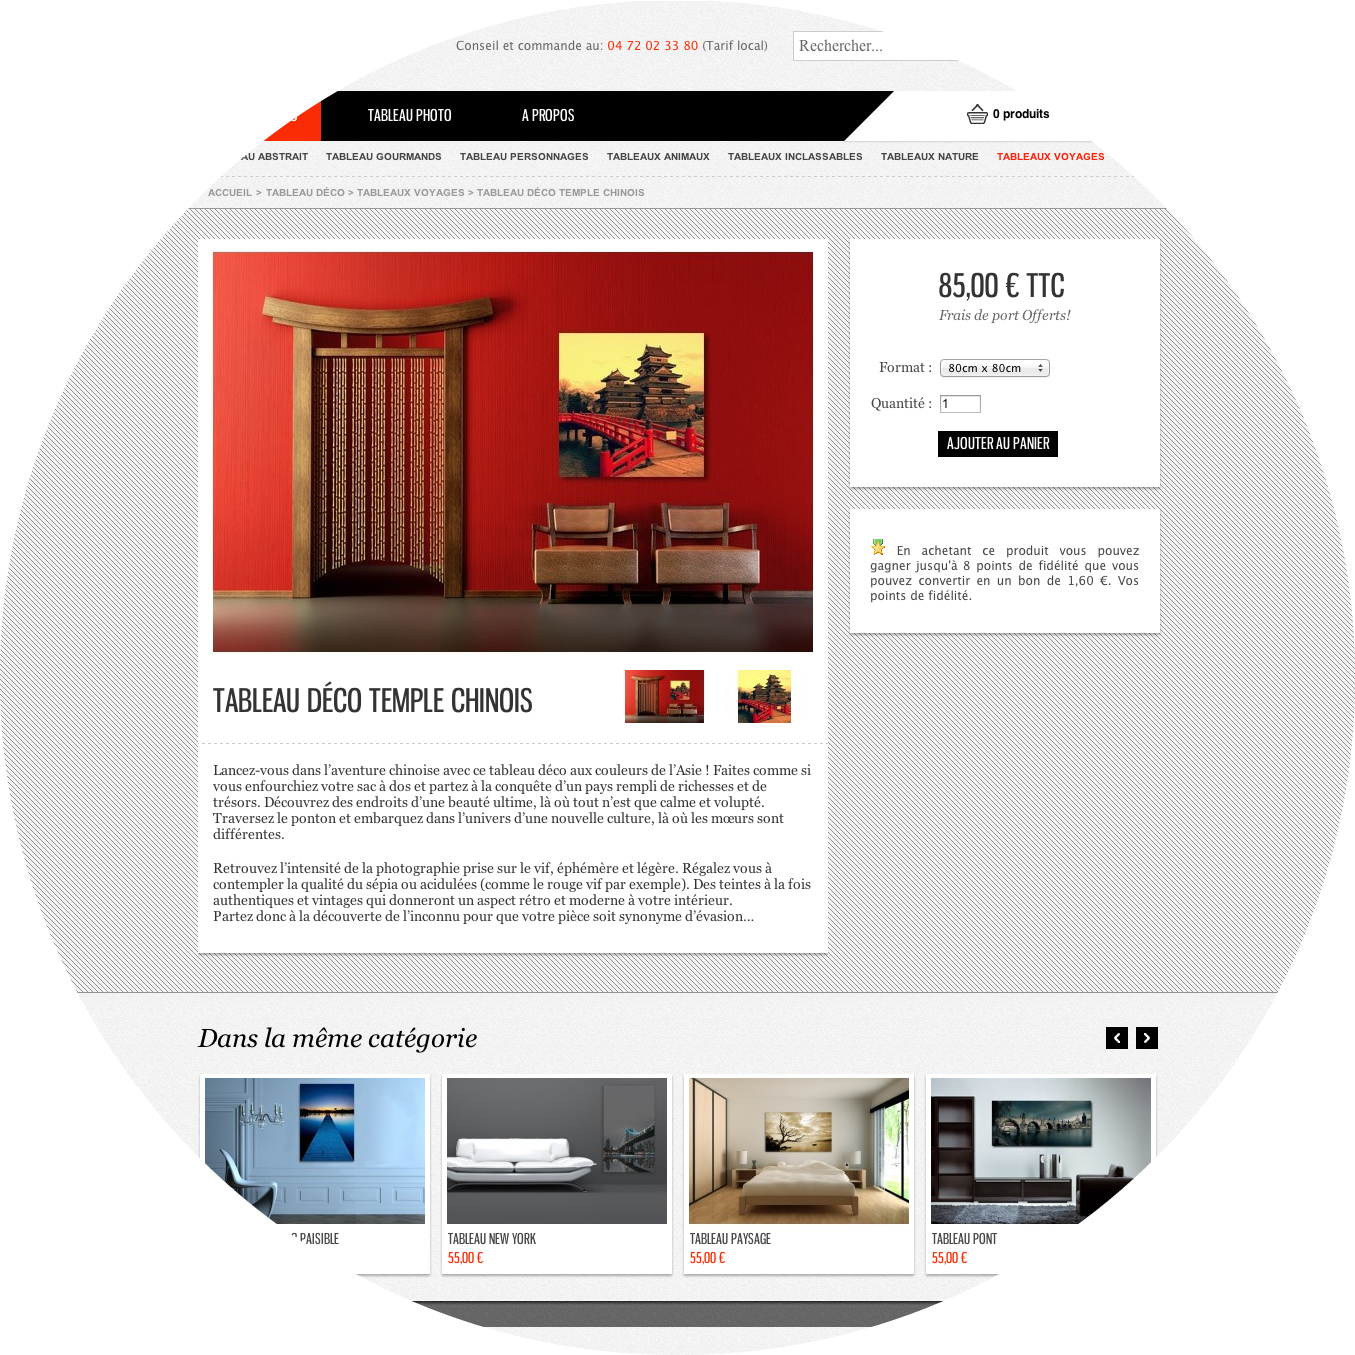 Conseil et commande au: 04 72 02 33 80 (Tarif local)
Rechercher...
TABLEAU PHOTO
A PROPOS
0 produits
ABSTRAIT
TABLEAU GOURMANDS
TABLEAU PERSONNAGES
TABLEAUX ANIMAUX
TABLEAUX INCLASSABLES
TABLEAUX NATURE
TABLEAUX VOYAGES
ACCUEIL > TABLEAU DÉCO > TABLEAUX VOYAGES > TABLEAU DÉCO TEMPLE CHINOIS
85,00 € TTC
Frais de port Offerts!
Format : 80cm x 80cm
Quantité : 1
AJOUTER AU PANIER
En achetant ce produit vous pouvez
gagner jusqu'à 8 points de fidélité que vous
pouvez convertir en un bon de 1,60 €. Vos
points de fidélité.
TABLEAU DÉCO TEMPLE CHINOIS
Lancez-vous dans l’aventure chinoise avec ce tableau déco aux couleurs de l’Asie ! Faites comme si
vous enfourchiez votre sac à dos et partez à la conquête d’un pays rempli de richesses et de
trésors. Découvrez des endroits d’une beauté ultime, là où tout n’est que calme et volupté.
Traversez le ponton et embarquez dans l’univers d’une nouvelle culture, là où les mœurs sont
différentes.
Retrouvez l’intensité de la photographie prise sur le vif, éphémère et légère. Régalez vous à
contempler la qualité du sépia ou acidulées (comme le rouge vif par exemple). Des teintes à la fois
authentiques et vintages qui donneront un aspect rétro et moderne à votre intérieur.
Partez donc à la découverte de l’inconnu pour que votre pièce soit synonyme d’évasion...
Dans la même catégorie
PAISIBLE
TABLEAU NEW YORK
55,00 €
TABLEAU PAYSAGE
55,00 €
TABLEAU PONT
55,00 €